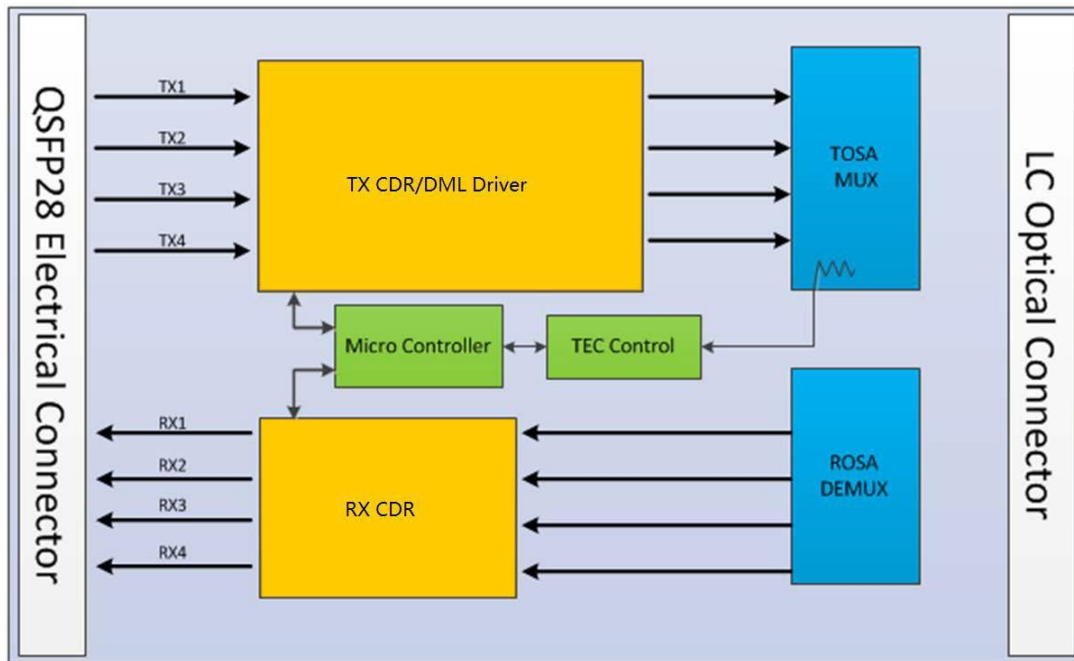 QSFP28 Electrical Connector
TX1
TX2
TX3
TX4
TX CDR/DML Driver
TOSA
MUX
LC Optical Connector
Micro Controller
TEC Control
RX1
RX2
RX3
RX4
RX CDR
ROSA
DEMUX